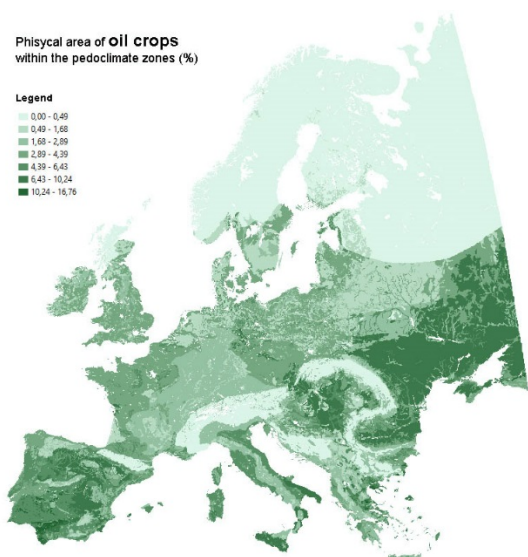 Phisycal area of oil crops
within the pedoclimate zones (%)
Legend
0,00 - 0,49
0,49 - 1,68
1,68 - 2,89
2,89 - 4,39
4,39 - 6,43
6,43 - 10,24
10,24 - 16,76